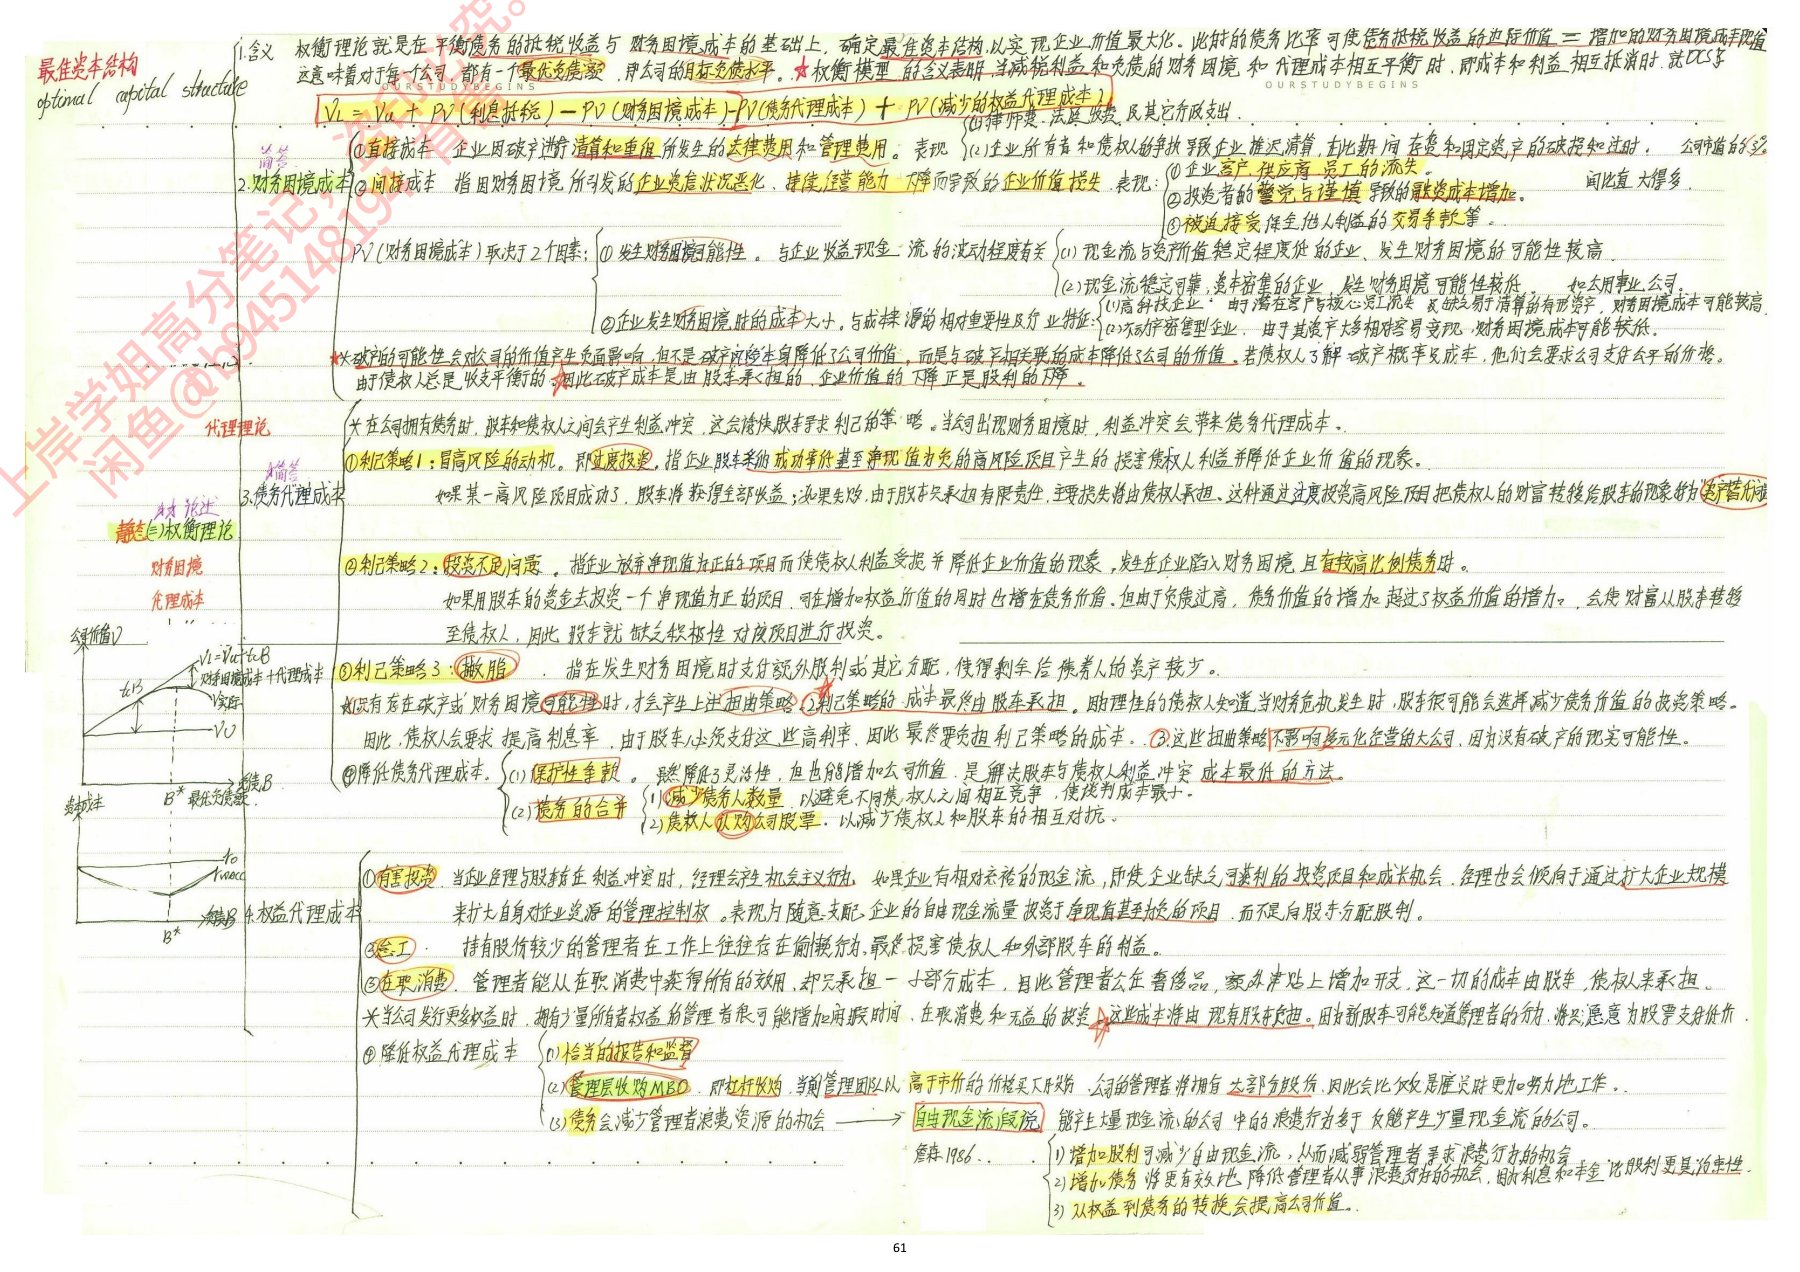 最佳资本结构
optimal capital structure
1.含义 权衡理论就是在平衡债务的抵税收益与财务困境成本的基础上，确定最佳资本结构，以实现企业价值最大化。此时的债务比率可使债务抵税收益的边际价值=增加的财务困境成本现值
这意味着对于每一个公司，都有一个最优负债额，即公司的目标负债水平。★权衡模型的含义表明当减税利益和负债的财务困境和代理成本相互平衡时，即成本和利益相互抵消时，
OURSTUDYBEGINS OURSTUDYBEGINS
VL = Vu + PV(利息抵税) - PV(财务困境成本) - PV(债务代理成本) + PV(减少的权益代理成本)
简答
2.财务困境成本
①直接成本 企业因破产进行清算和重组所发生的法律费用和管理费用。表现
(1)律师费.法庭收费.及其它行政支出.
(2)企业所有者和债权人的争执导致企业推迟清算，在此期间存货和固定资产的破损和过时.
②间接成本 指因财务困境所引发的企业资信状况恶化、持续经营能力下降而导致的企业价值损失.表现:
①企业客户.供应商.员工的流失。
②投资者的警觉与谨慎导致的融资成本增加。
③被迫接受保全他人利益的交易条款等.
间比直大得多.
PV(财务困境成本)取决于2个因素:
①发生财务困境可能性。与企业收益现金流的波动程度有关
(1)现金流与资产价值稳定程度低的企业、发生财务困境的可能性较高.
(2)现金流稳定可靠,资本密集的企业，发生财务困境可能性较低。如公用事业公司。
②企业发生财务困境时的成本大小。与成本来源的相对重要性及行业特征:
(1)高科技企业: 由于潜在客户与核心员工流失及缺乏易于清算的有形资产，财务困境成本可能较高.
(2)不动产密集型企业. 由于其资产大多相对容易变现，财务困境成本可能较低。
★破产的可能性会对公司的价值产生负面影响，但不是破产风险本身降低了公司价值，而是与破产相关联的成本降低了公司的价值。若债权人了解破产概率及成本，他们会要求公司支付公平的价格。
由于债权人总是收支平衡的，因此破产成本是由股东承担的、企业价值的下降正是股利的下降。
代理理论
*在公司拥有债务时，股东和债权人之间会产生利益冲突，这会诱使股东寻求利己的策略。当公司出现财务困境时，利益冲突会带来债务代理成本。
简答
3.债务代理成本
①利己策略1:冒高风险的动机。即过度投资，指企业股东采纳成功率低甚至净现值为负的高风险项目产生的损害债权人利益并降低企业价值的现象。
如果某一高风险项目成功了，股东将获得全部收益；如果失败，由于股东只承担有限责任，主要损失将由债权人承担。这种通过过度投资高风险项目把债权人的财富转移给股东的现象称为资产替代问题
论述
静态(三)权衡理论
财务困境
代理成本
②利己策略2:投资不足问题。指企业放弃净现值为正的项目而使债权人利益受损并降低企业价值的现象，发生在企业陷入财务困境且有较高比例债务时。
如果用股东的资金去投资一个净现值为正的项目，可在增加权益价值的同时也增加债务价值。但由于负债过高，债务价值的增加超过了权益价值的增加，会使财富从股东转移
至债权人，因此股东就缺乏积极性对该项目进行投资。
公司价值V
VL=Vu+tcB
财务困境成本+代理成本
tcB
V实际
VU
负债B
B* 最优负债额.
③利己策略3:撇脂. 指在发生财务困境时支付额外股利或其它分配，使得剩余给债务人的资产较少。
只有存在破产或财务困境可能性时，才会产生上述扭曲策略。②利己策略的成本最终由股东承担。即理性的债权人知道，当财务危机发生时，股东很可能会选择减少债务价值的投资策略。
因此，债权人会要求提高利息率，由于股东必须支付这些高利率，因此最终要负担利己策略的成本。③这些扭曲策略不影响多元化经营的大公司，因为没有破产的现实可能性。
④降低债务代理成本.
(1)保护性条款。虽然降低了灵活性，但也能增加公司价值，是解决股东与债权人利益冲突成本最低的方法。
(2)债务的合并
1)减少债务人数量. 以避免不同债权人之间相互竞争，使谈判成本最小。
2)债权人认购公司股票. 以减少债权人和股东的相互对抗。
资本成本
r0
rwacc
负债B
B*
4.权益代理成本
①有害投资. 当企业经理与股东存在利益冲突时，经理会产生机会主义行为，如果企业有相对充裕的现金流，即使企业缺乏可获利的投资项目和成长机会，经理也会倾向于通过扩大企业规模
来扩大自身对企业资源的管理控制权。表现为随意支配企业的自由现金流量投资于净现值甚至为负的项目，而不是向股东分配股利。
②怠工. 持有股份较少的管理者在工作上往往存在偷懒行为，最终损害债权人和外部股东的利益。
③在职消费. 管理者能从在职消费中获得所有的效用，却只承担一小部分成本，因此管理者会在奢侈品，额外津贴上增加开支，这一切的成本由股东，债权人来承担。
*当公司发行更多权益时，拥有少量所有者权益的管理者很可能增加闲暇时间，在职消费和无益的投资★这些成本将由现有股东负担。因为新股东可能知道管理者的行为，将只愿意为股票支付低价.
④降低权益代理成本
(1)恰当的报告和监督
(2)管理层收购MBO，即杠杆收购，当前管理团队以高于市价的价格买下股份. 公司的管理者将拥有大部分股份，因此会比仅是雇员时更加努力地工作。
(3)债务会减少管理者浪费资源的机会 → 自由现金流假说 能产生大量现金流的公司中的浪费行为多于仅能产生少量现金流的公司。
詹森1986..
1)增加股利可减少自由现金流，从而减弱管理者寻求浪费行为的机会
2)增加债务将更有效地降低管理者从事浪费行为的机会，因为利息和本金比股利更具治率性.
3)从权益到债务的转换会提高公司价值。
上岸学姐高分笔记，盗印必究。
闲鱼@b94514819
61